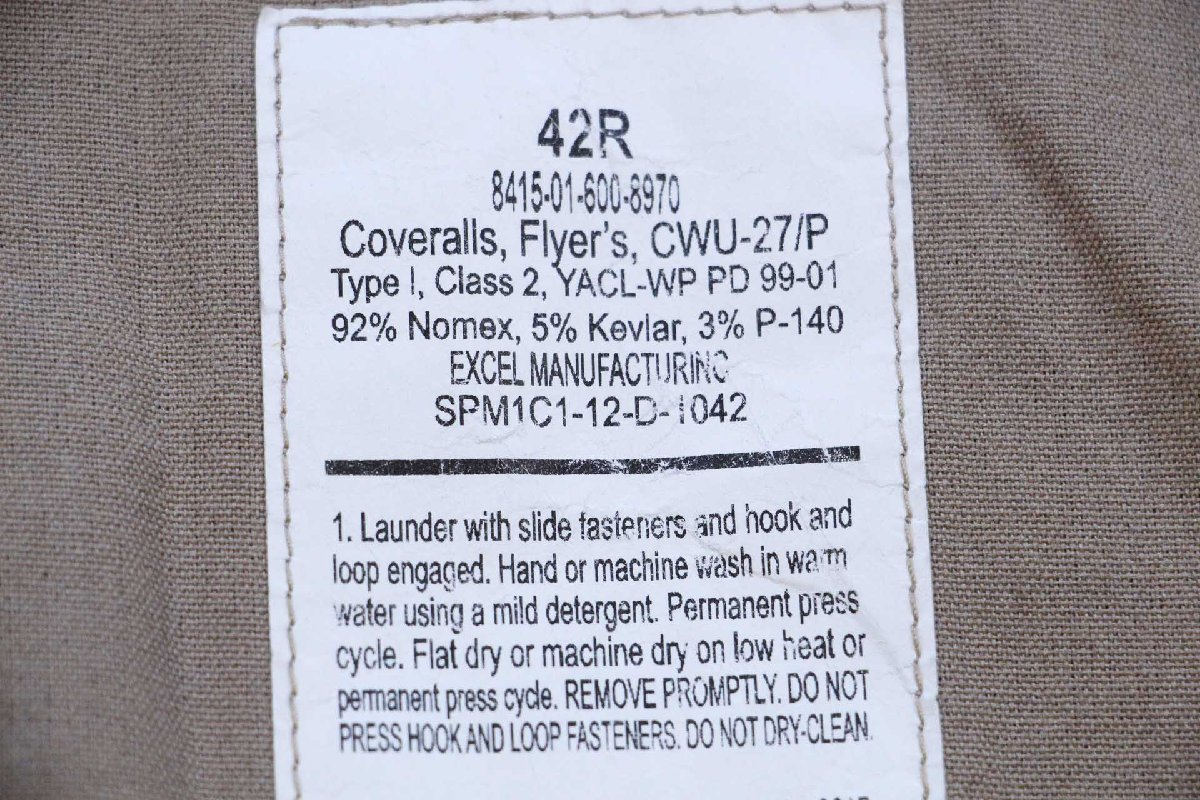 42R
8415-01-600-8970
Coveralls, Flyer's, CWU-27/P
Type I, Class 2, YACL-WP PD 99-01
92% Nomex, 5% Kevlar, 3% P-140
EXCEL MANUFACTURING
SPM1C1-12-D-1042
1. Launder with slide fasteners and hook and
loop engaged. Hand or machine wash in warm
water using a mild detergent. Permanent press
cycle. Flat dry or machine dry on low heat or
permanent press cycle. REMOVE PROMPTLY. DO NOT
PRESS HOOK AND LOOP FASTENERS. DO NOT DRY-CLEAN.